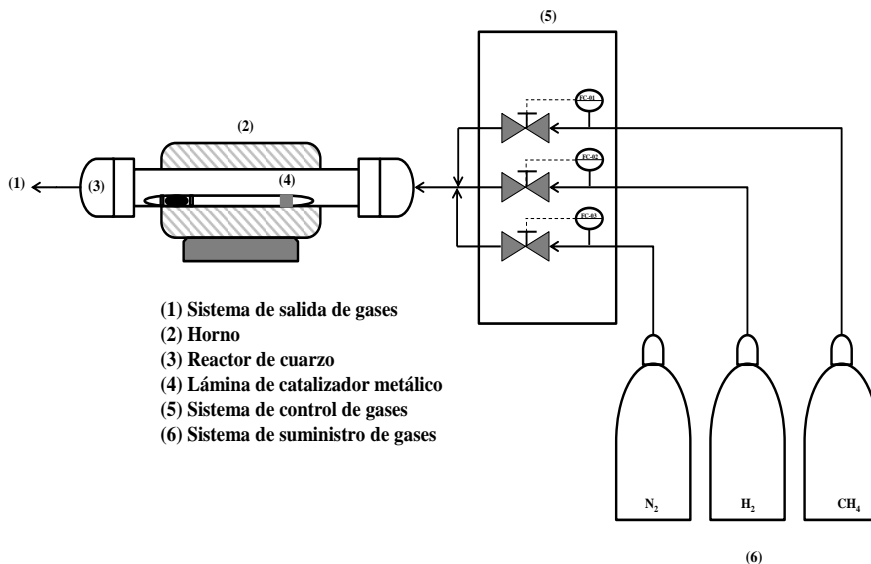 (5)
FC-01
(2)
FC-02
(1)
(3)
(4)
FC-03
(1) Sistema de salida de gases
(2) Horno
(3) Reactor de cuarzo
(4) Lámina de catalizador metálico
(5) Sistema de control de gases
(6) Sistema de suministro de gases
N₂
H₂
CH₄
(6)